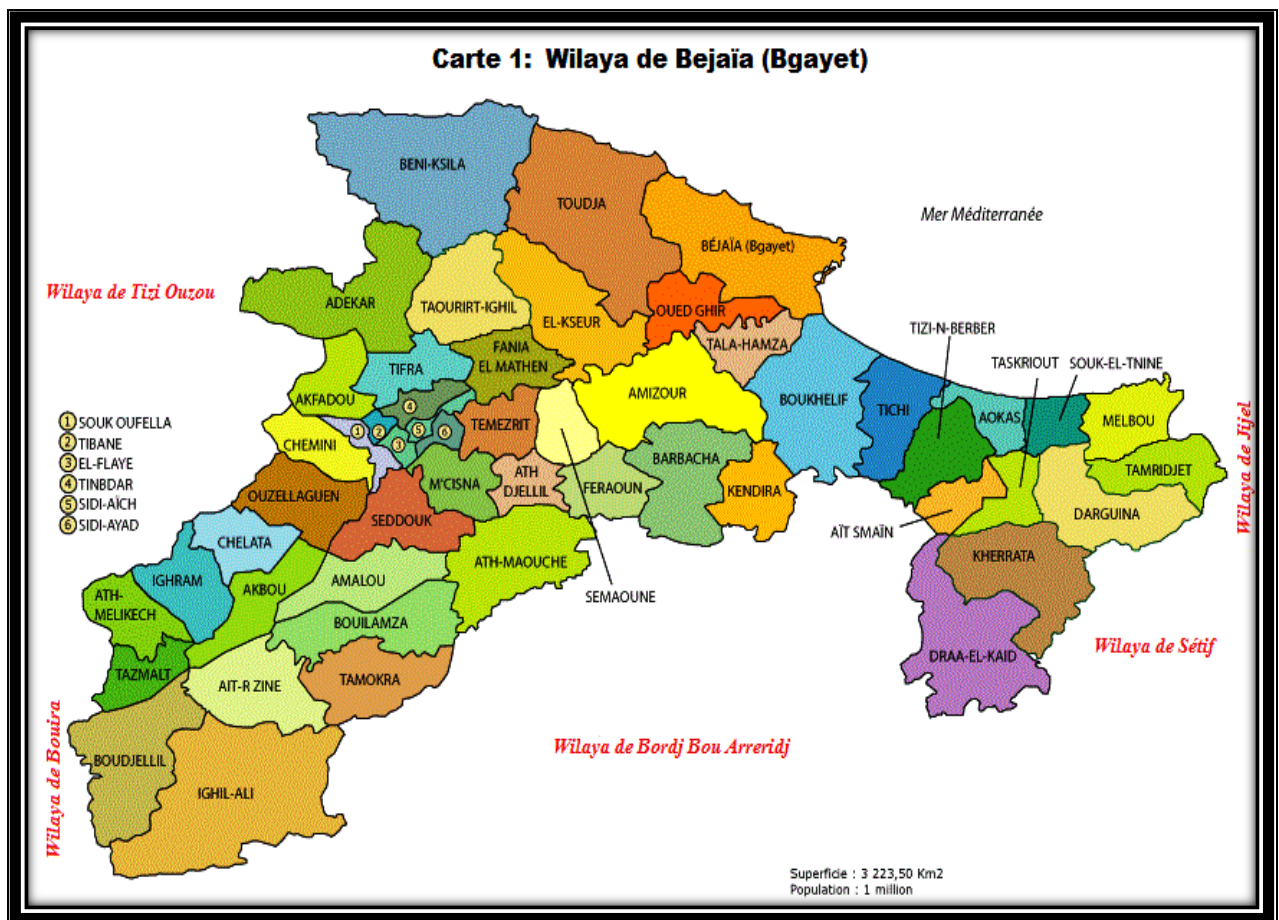 Carte 1: Wilaya de Bejaïa (Bgayet)
BENI-KSILA
TOUDJA
Mer Méditerranée
BÉJAÏA (Bgayet)
Wilaya de Tizi Ouzou
ADEKAR
TAOURIRT-IGHIL
EL-KSEUR
OUED GHIR
TIZI-N-BERBER
TALA-HAMZA
FANIA
EL MATHEN
TASKRIOUT
SOUK-EL-TNINE
TIFRA
AKFADOU
AMIZOUR
BOUKHELIF
TICHI
AOKAS
MELBOU
Wilaya de Jijel
1 SOUK OUFELLA
2 TIBANE
3 EL-FLAYE
4 TINBDAR
5 SIDI-AÏCH
6 SIDI-AYAD
4
1
2
3
5
6
CHEMINI
TEMEZRIT
BARBACHA
TAMRIDJET
OUZELLAGUEN
M'CISNA
ATH
DJELLIL
FERAOUN
KENDIRA
DARGUINA
SEDDOUK
AÏT SMAÏN
CHELATA
KHERRATA
ATH-MAOUCHE
IGHRAM
AKBOU
AMALOU
SEMAOUNE
ATH-
MELIKECH
BOUILAMZA
Wilaya de Sétif
DRAA-EL-KAID
TAZMALT
AIT-R ZINE
TAMOKRA
Wilaya de Bouira
Wilaya de Bordj Bou Arreridj
BOUDJELLIL
IGHIL-ALI
Superficie : 3 223,50 Km2
Population : 1 million